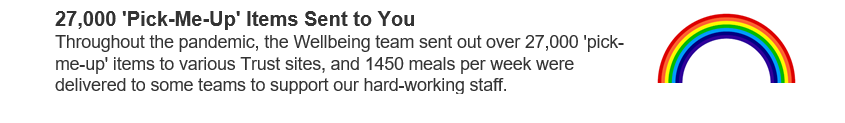 27,000 'Pick-Me-Up' Items Sent to You
Throughout the pandemic, the Wellbeing team sent out over 27,000 'pick-
me-up' items to various Trust sites, and 1450 meals per week were
delivered to some teams to support our hard-working staff.